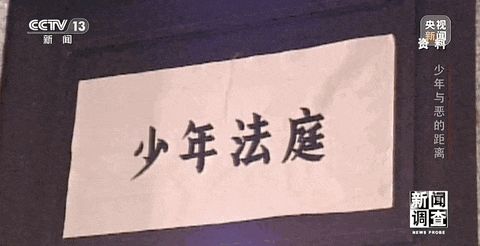 CCTV 13
新闻
央视
新闻
资料
少年法庭
少年与恶的距离
新闻
调查
NEWS PROBE